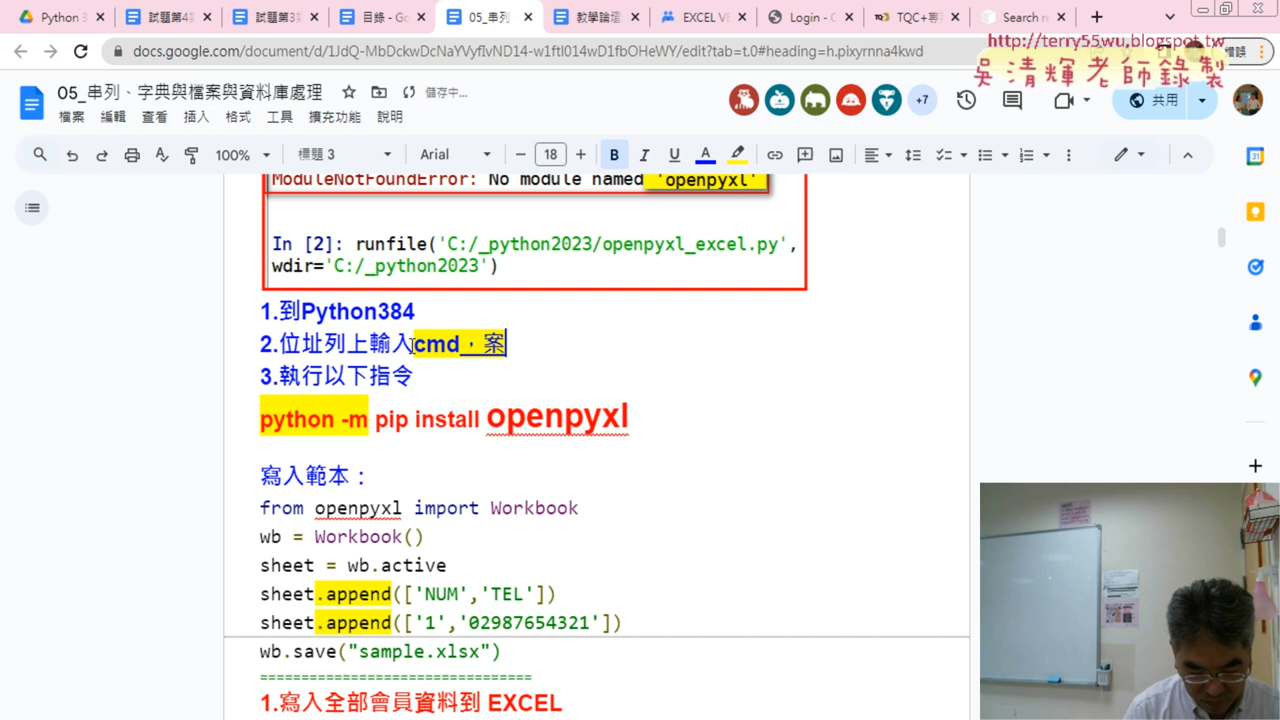 Python 3
試題第4
試題第3
目錄 - Go
05_串列
教學論壇
EXCEL V
Login - C
TQC+專
Search r
docs.google.com/document/d/1JdQ-MbDckwDcNaYVyfIvND14-w1ftI014wD1fbOHeWY/edit?tab=t.0#heading=h.pixyrnna4kwd
http://terry55wu.blogspot.tw
吳清輝老師錄製
05_串列、字典與檔案與資料庫處理
儲存中...
檔案 編輯 查看 插入 格式 工具 擴充功能 說明
+7
共用
100% 標題 3 Arial 18 B I U A
ModuleNotFoundError: No module named 'openpyxl'
In [2]: runfile('C:/_python2023/openpyxl_excel.py',
wdir='C:/_python2023')
1.到Python384
2.位址列上輸入cmd，案
3.執行以下指令
python -m pip install openpyxl
寫入範本：
from openpyxl import Workbook
wb = Workbook()
sheet = wb.active
sheet.append(['NUM','TEL'])
sheet.append(['1','02987654321'])
wb.save("sample.xlsx")
=================================
1.寫入全部會員資料到 EXCEL